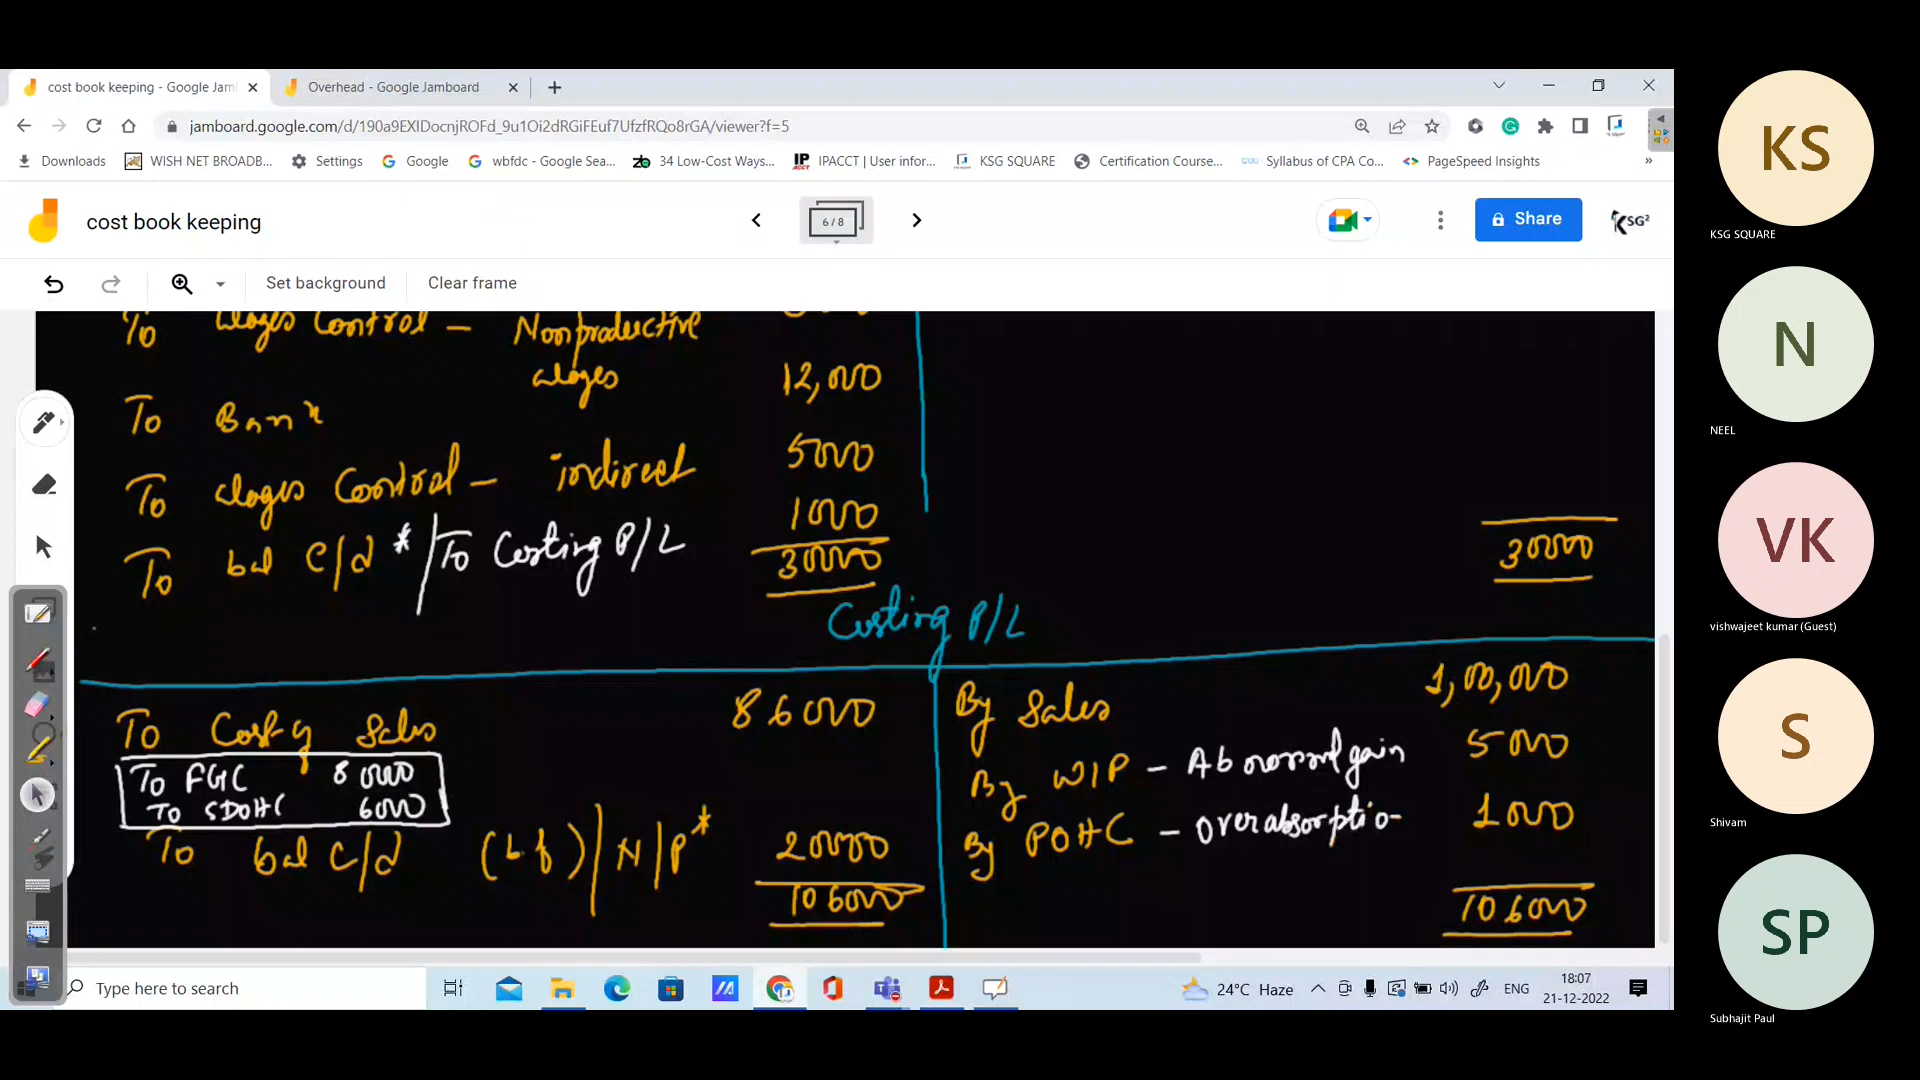 cost book keeping - Google Jam
Overhead - Google Jamboard
jamboard.google.com/d/190a9EXIDocnjROFd_9u1Oi2dRGiFEuf7UfzfRQo8rGA/viewer?f=5
Downloads WISH NET BROADB... Settings Google wbfdc - Google Sea... 34 Low-Cost Ways... IPACCT | User infor... KSG SQUARE Certification Course... Syllabus of CPA Co... PageSpeed Insights »
cost book keeping
6 / 8
Share
KSG²
Set background
Clear frame
To Wages Control - Nonproductive
wages 12,000
To Bank
To Wages Control - indirect 5000
1000
To bal c/d * / To Costing P/L
30000 30000
Costing P/L
To Cost of Sales 86000
To FGC 80000
To SDOHC 6000
To bal c/d (bf) / N/P * 20000
106000
By Sales 1,00,000
By WIP - Abnormal gain 5000
By POHC - Overabsorptio- 1000
106000
Type here to search
24°C Haze
ENG
18:07
21-12-2022
KS
KSG SQUARE
N
NEEL
VK
vishwajeet kumar (Guest)
S
Shivam
SP
Subhajit Paul